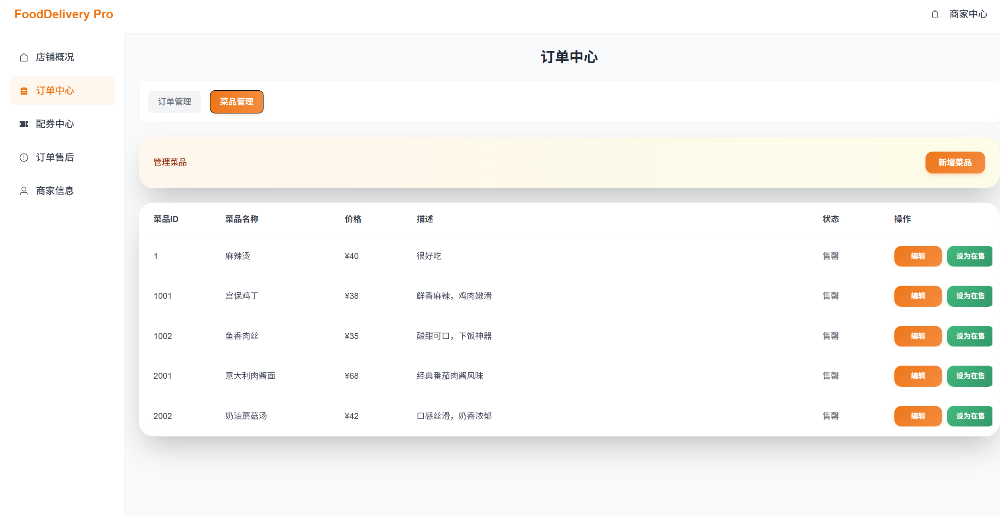 FoodDelivery Pro
商家中心
店铺概况
订单中心
配券中心
订单售后
商家信息
订单中心
订单管理 菜品管理
管理菜品 新增菜品
菜品ID 菜品名称 价格 描述 状态 操作
1 麻辣烫 ¥40 很好吃 售罄 编辑 设为在售
1001 宫保鸡丁 ¥38 鲜香麻辣，鸡肉嫩滑 售罄 编辑 设为在售
1002 鱼香肉丝 ¥35 酸甜可口，下饭神器 售罄 编辑 设为在售
2001 意大利肉酱面 ¥68 经典番茄肉酱风味 售罄 编辑 设为在售
2002 奶油蘑菇汤 ¥42 口感丝滑，奶香浓郁 售罄 编辑 设为在售